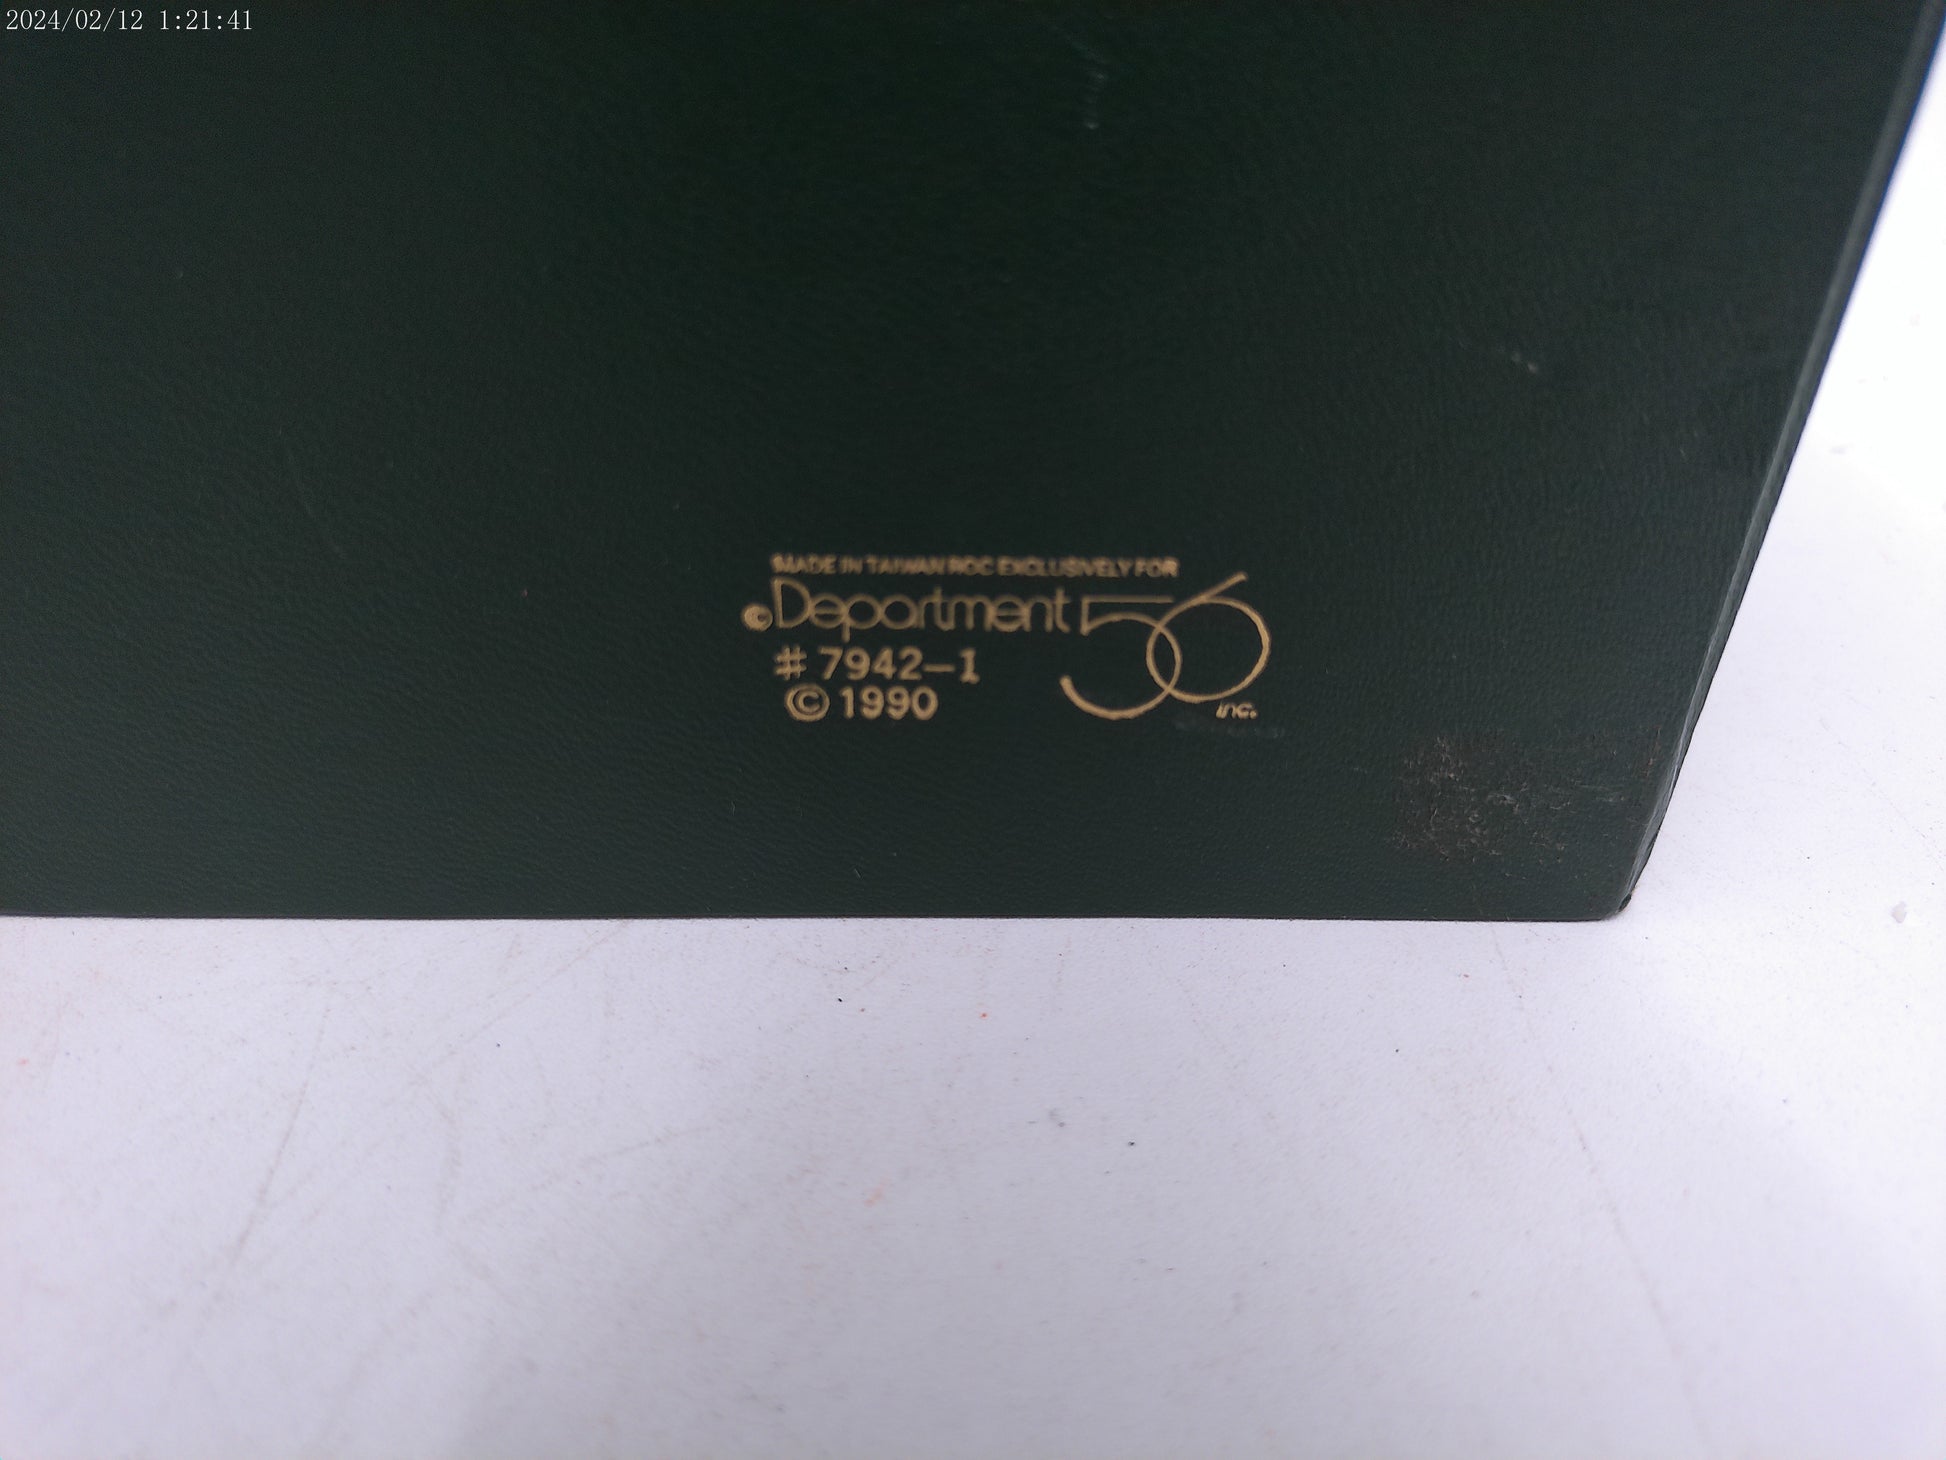 2024/02/12 1:21:41
MADE IN TAIWAN ROC EXCLUSIVELY FOR
©Department 56 inc.
# 7942-1
© 1990